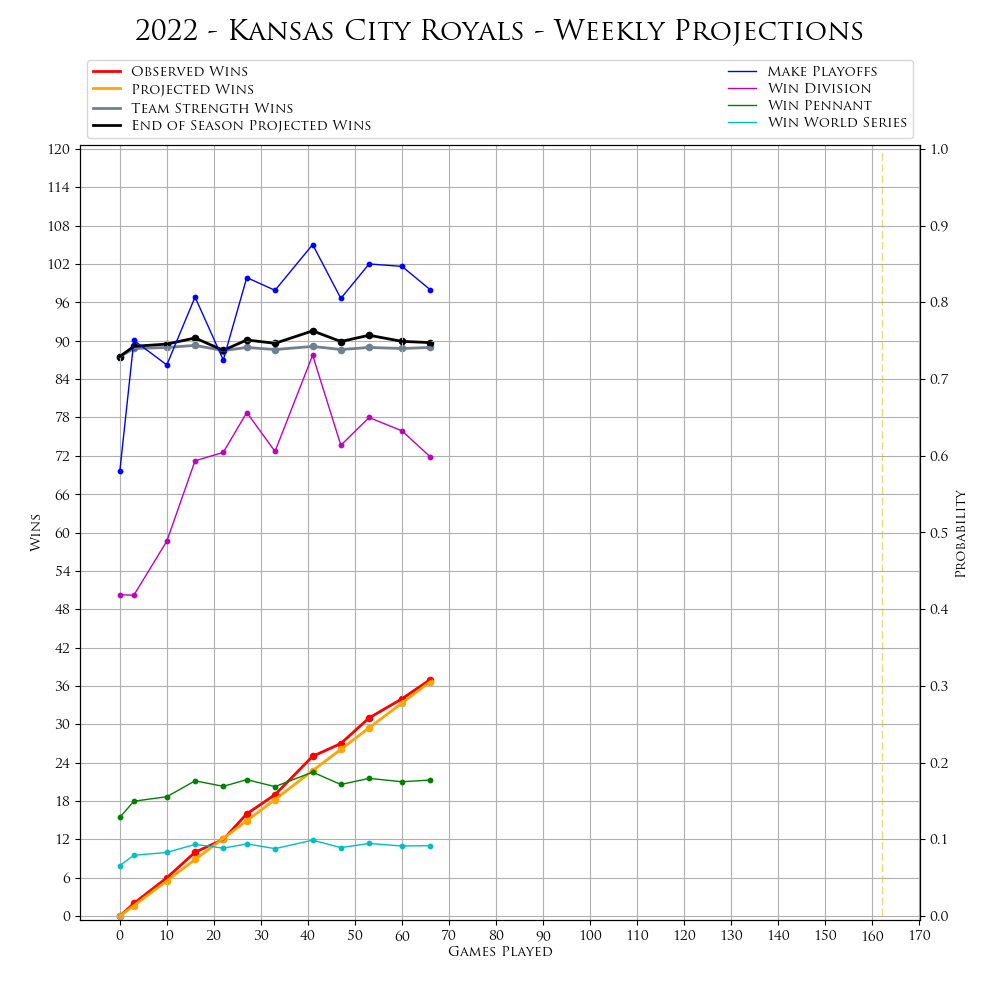 2022 - Kansas City Royals - Weekly Projections
Observed Wins
Projected Wins
Team Strength Wins
End of Season Projected Wins
Make Playoffs
Win Division
Win Pennant
Win World Series
120
114
108
102
96
90
84
78
72
66
60
54
48
42
36
30
24
18
12
6
0
Wins
1.0
0.9
0.8
0.7
0.6
0.5
0.4
0.3
0.2
0.1
0.0
Probability
0 10 20 30 40 50 60 70 80 90 100 110 120 130 140 150 160 170
Games Played